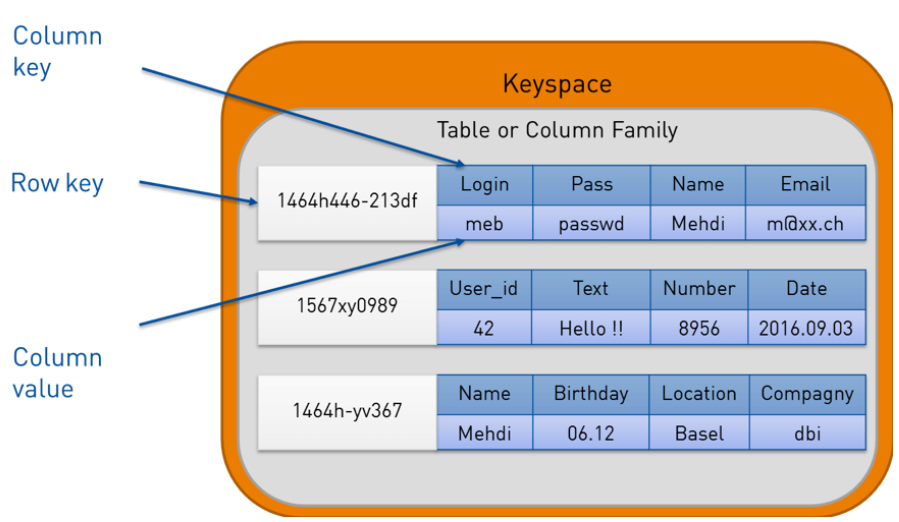 Column
key
Keyspace
Table or Column Family
Row key
1464h446-213df
Login Pass Name Email
meb passwd Mehdi m@xx.ch
1567xy0989
User_id Text Number Date
42 Hello !! 8956 2016.09.03
Column
value
1464h-yv367
Name Birthday Location Compagny
Mehdi 06.12 Basel dbi